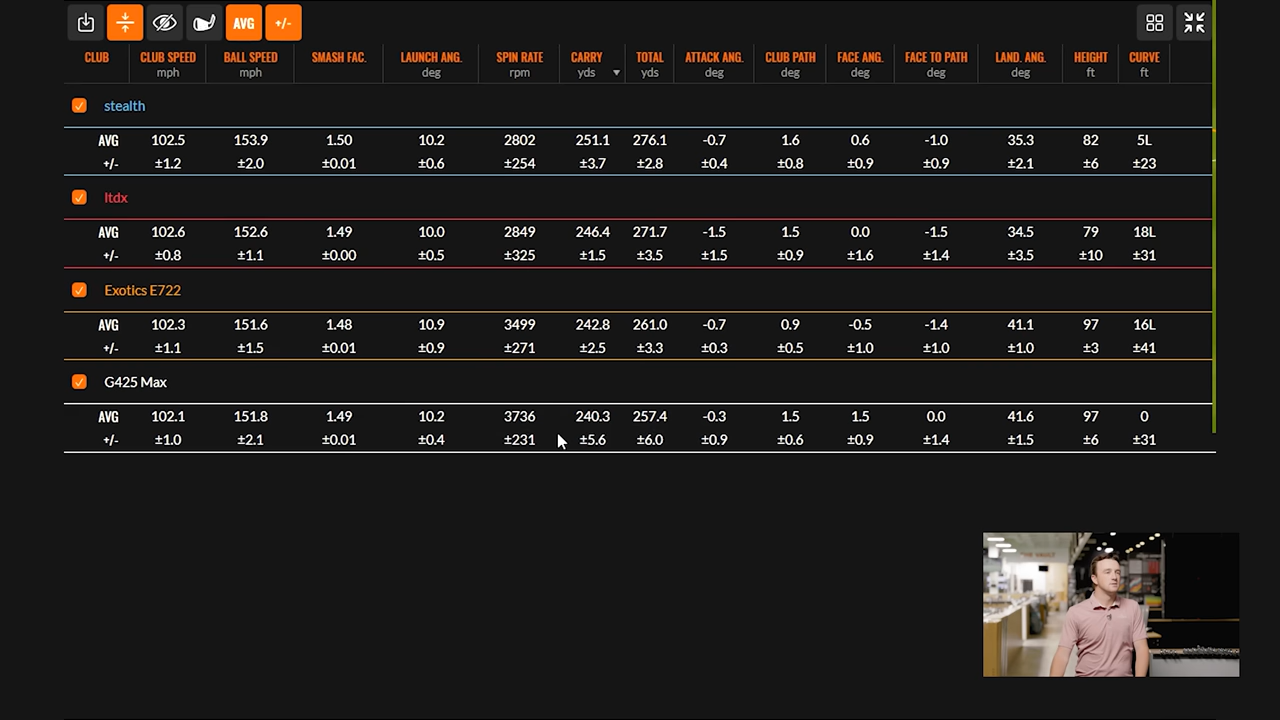 AVG +/-
CLUB CLUB SPEED BALL SPEED SMASH FAC. LAUNCH ANG. SPIN RATE CARRY TOTAL ATTACK ANG. CLUB PATH FACE ANG. FACE TO PATH LAND. ANG. HEIGHT CURVE
mph mph deg rpm yds yds deg deg deg deg deg ft ft
stealth
AVG 102.5 153.9 1.50 10.2 2802 251.1 276.1 -0.7 1.6 0.6 -1.0 35.3 82 5L
+/- ±1.2 ±2.0 ±0.01 ±0.6 ±254 ±3.7 ±2.8 ±0.4 ±0.8 ±0.9 ±0.9 ±2.1 ±6 ±23
ltdx
AVG 102.6 152.6 1.49 10.0 2849 246.4 271.7 -1.5 1.5 0.0 -1.5 34.5 79 18L
+/- ±0.8 ±1.1 ±0.00 ±0.5 ±325 ±1.5 ±3.5 ±1.5 ±0.9 ±1.6 ±1.4 ±3.5 ±10 ±31
Exotics E722
AVG 102.3 151.6 1.48 10.9 3499 242.8 261.0 -0.7 0.9 -0.5 -1.4 41.1 97 16L
+/- ±1.1 ±1.5 ±0.01 ±0.9 ±271 ±2.5 ±3.3 ±0.3 ±0.5 ±1.0 ±1.0 ±1.0 ±3 ±41
G425 Max
AVG 102.1 151.8 1.49 10.2 3736 240.3 257.4 -0.3 1.5 1.5 0.0 41.6 97 0
+/- ±1.0 ±2.1 ±0.01 ±0.4 ±231 ±5.6 ±6.0 ±0.9 ±0.6 ±0.9 ±1.4 ±1.5 ±6 ±31